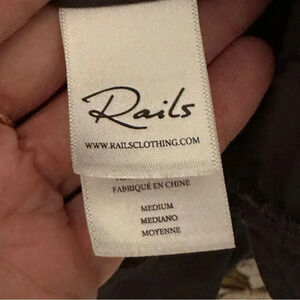 Rails
WWW.RAILSCLOTHING.COM
FABRIQUÉ EN CHINE
MEDIUM
MEDIANO
MOYENNE